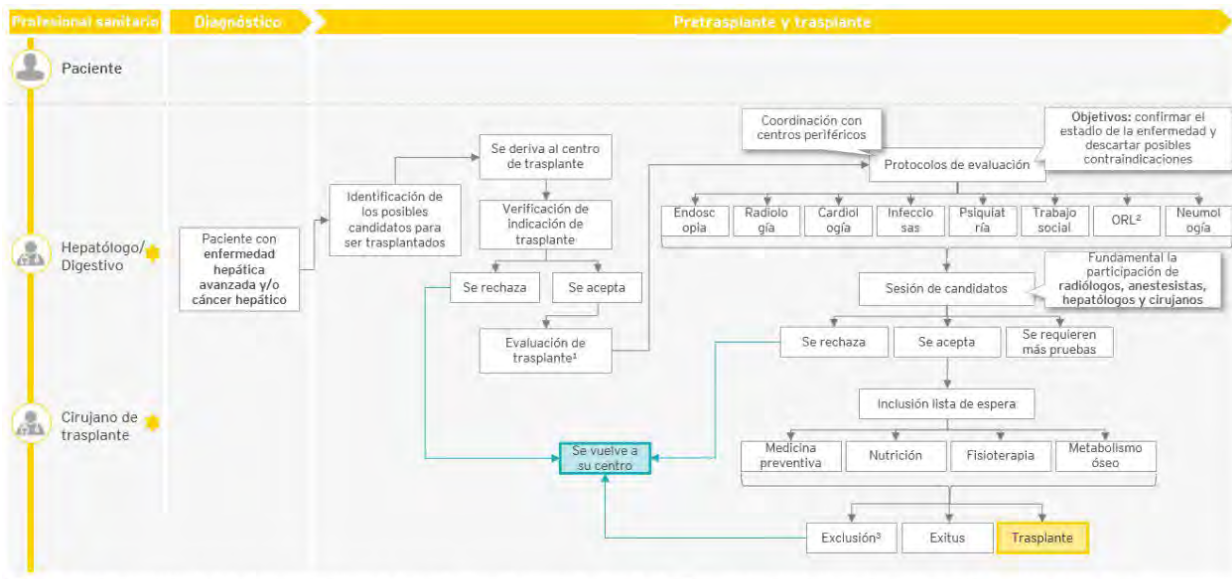 Profesional sanitario
Diagnóstico
Pretrasplante y trasplante
Paciente
Hepatólogo/
Digestivo
Cirujano de
trasplante
Paciente con
enfermedad
hepática
avanzada y/o
cáncer hepático
Identificación de
los posibles
candidatos para
ser trasplantados
Se deriva al centro
de trasplante
Verificación de
indicación de
trasplante
Se rechaza
Se acepta
Evaluación de
trasplante¹
Coordinación con
centros periféricos
Objetivos: confirmar el
estadio de la enfermedad y
descartar posibles
contraindicaciones
Protocolos de evaluación
Endosc
opia
Radiolo
gía
Cardiol
ogía
Infeccio
sas
Psiquiat
ría
Trabajo
social
ORL²
Neumol
ogía
Fundamental la
participación de
radiólogos, anestesistas,
hepatólogos y cirujanos
Sesión de candidatos
Se rechaza
Se acepta
Se requieren
más pruebas
Inclusión lista de espera
Medicina
preventiva
Nutrición
Fisioterapia
Metabolismo
óseo
Se vuelve a
su centro
Exclusión³
Exitus
Trasplante